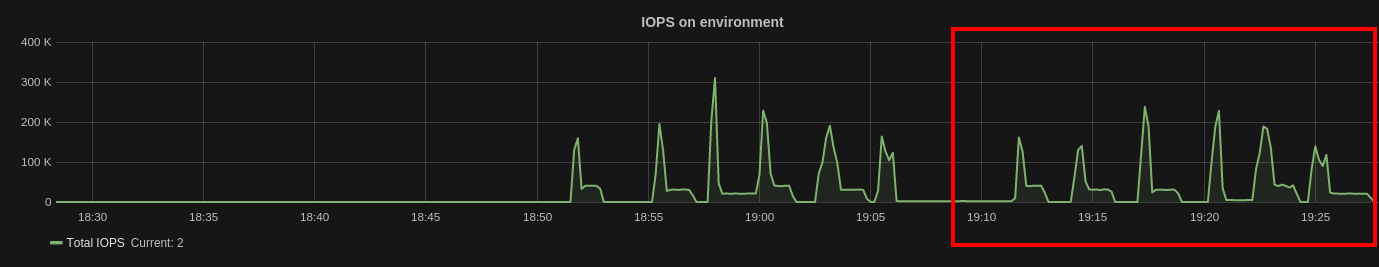 IOPS on environment
400 K
300 K
200 K
100 K
0
18:30 18:35 18:40 18:45 18:50 18:55 19:00 19:05 19:10 19:15 19:20 19:25
Total IOPS Current: 2